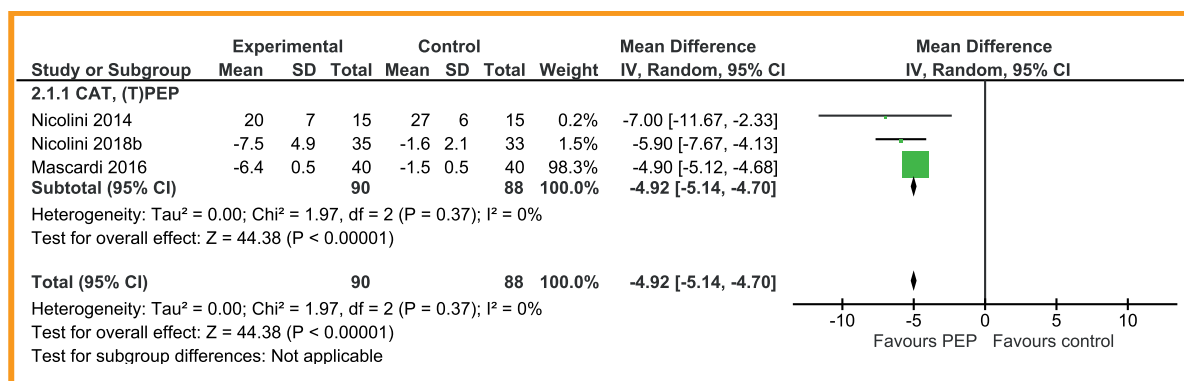 Experimental Control Mean Difference Mean Difference
Study or Subgroup Mean SD Total Mean SD Total Weight IV, Random, 95% CI IV, Random, 95% CI
2.1.1 CAT, (T)PEP
Nicolini 2014 20 7 15 27 6 15 0.2% -7.00 [-11.67, -2.33]
Nicolini 2018b -7.5 4.9 35 -1.6 2.1 33 1.5% -5.90 [-7.67, -4.13]
Mascardi 2016 -6.4 0.5 40 -1.5 0.5 40 98.3% -4.90 [-5.12, -4.68]
Subtotal (95% CI) 90 88 100.0% -4.92 [-5.14, -4.70]
Heterogeneity: Tau² = 0.00; Chi² = 1.97, df = 2 (P = 0.37); I² = 0%
Test for overall effect: Z = 44.38 (P < 0.00001)
Total (95% CI) 90 88 100.0% -4.92 [-5.14, -4.70]
Heterogeneity: Tau² = 0.00; Chi² = 1.97, df = 2 (P = 0.37); I² = 0%
Test for overall effect: Z = 44.38 (P < 0.00001)
Test for subgroup differences: Not applicable
-10 -5 0 5 10
Favours PEP Favours control